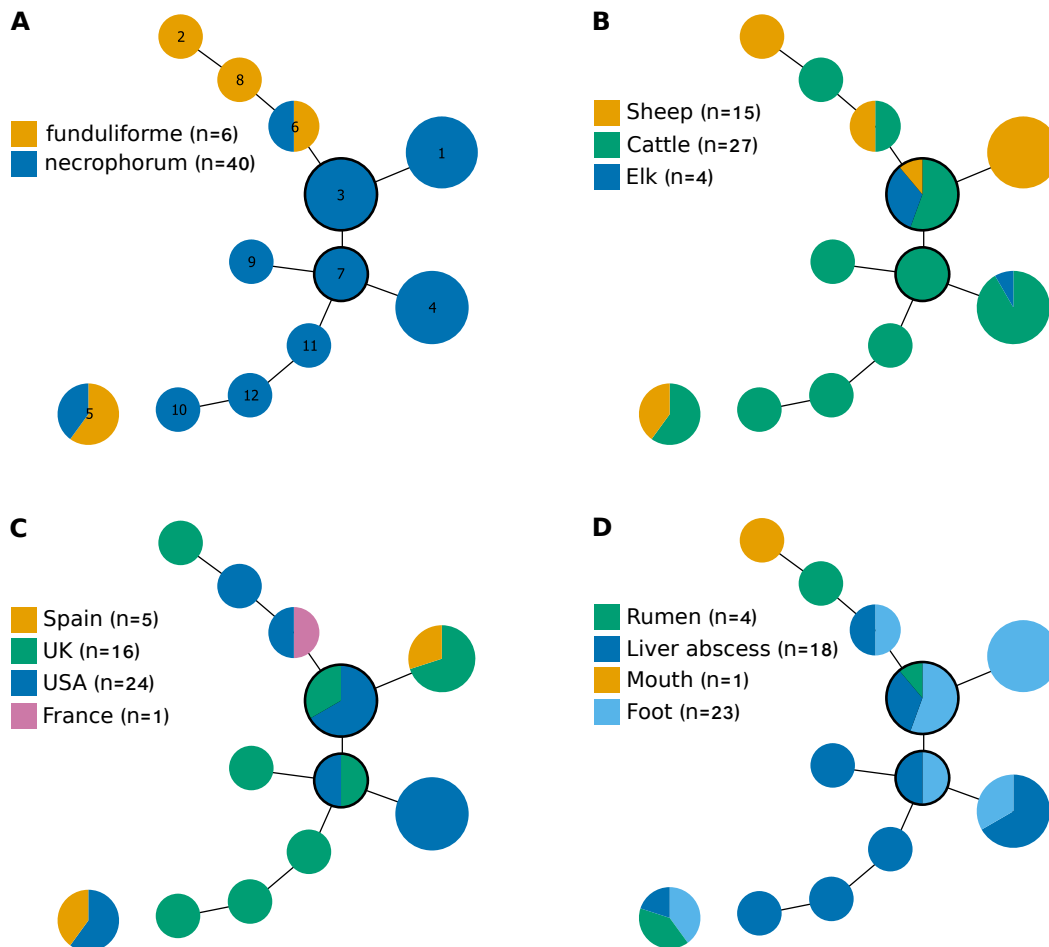 A
funduliforme (n=6)
necrophorum (n=40)
2
8
6
1
3
9
7
4
11
12
10
5
B
Sheep (n=15)
Cattle (n=27)
Elk (n=4)
C
Spain (n=5)
UK (n=16)
USA (n=24)
France (n=1)
D
Rumen (n=4)
Liver abscess (n=18)
Mouth (n=1)
Foot (n=23)